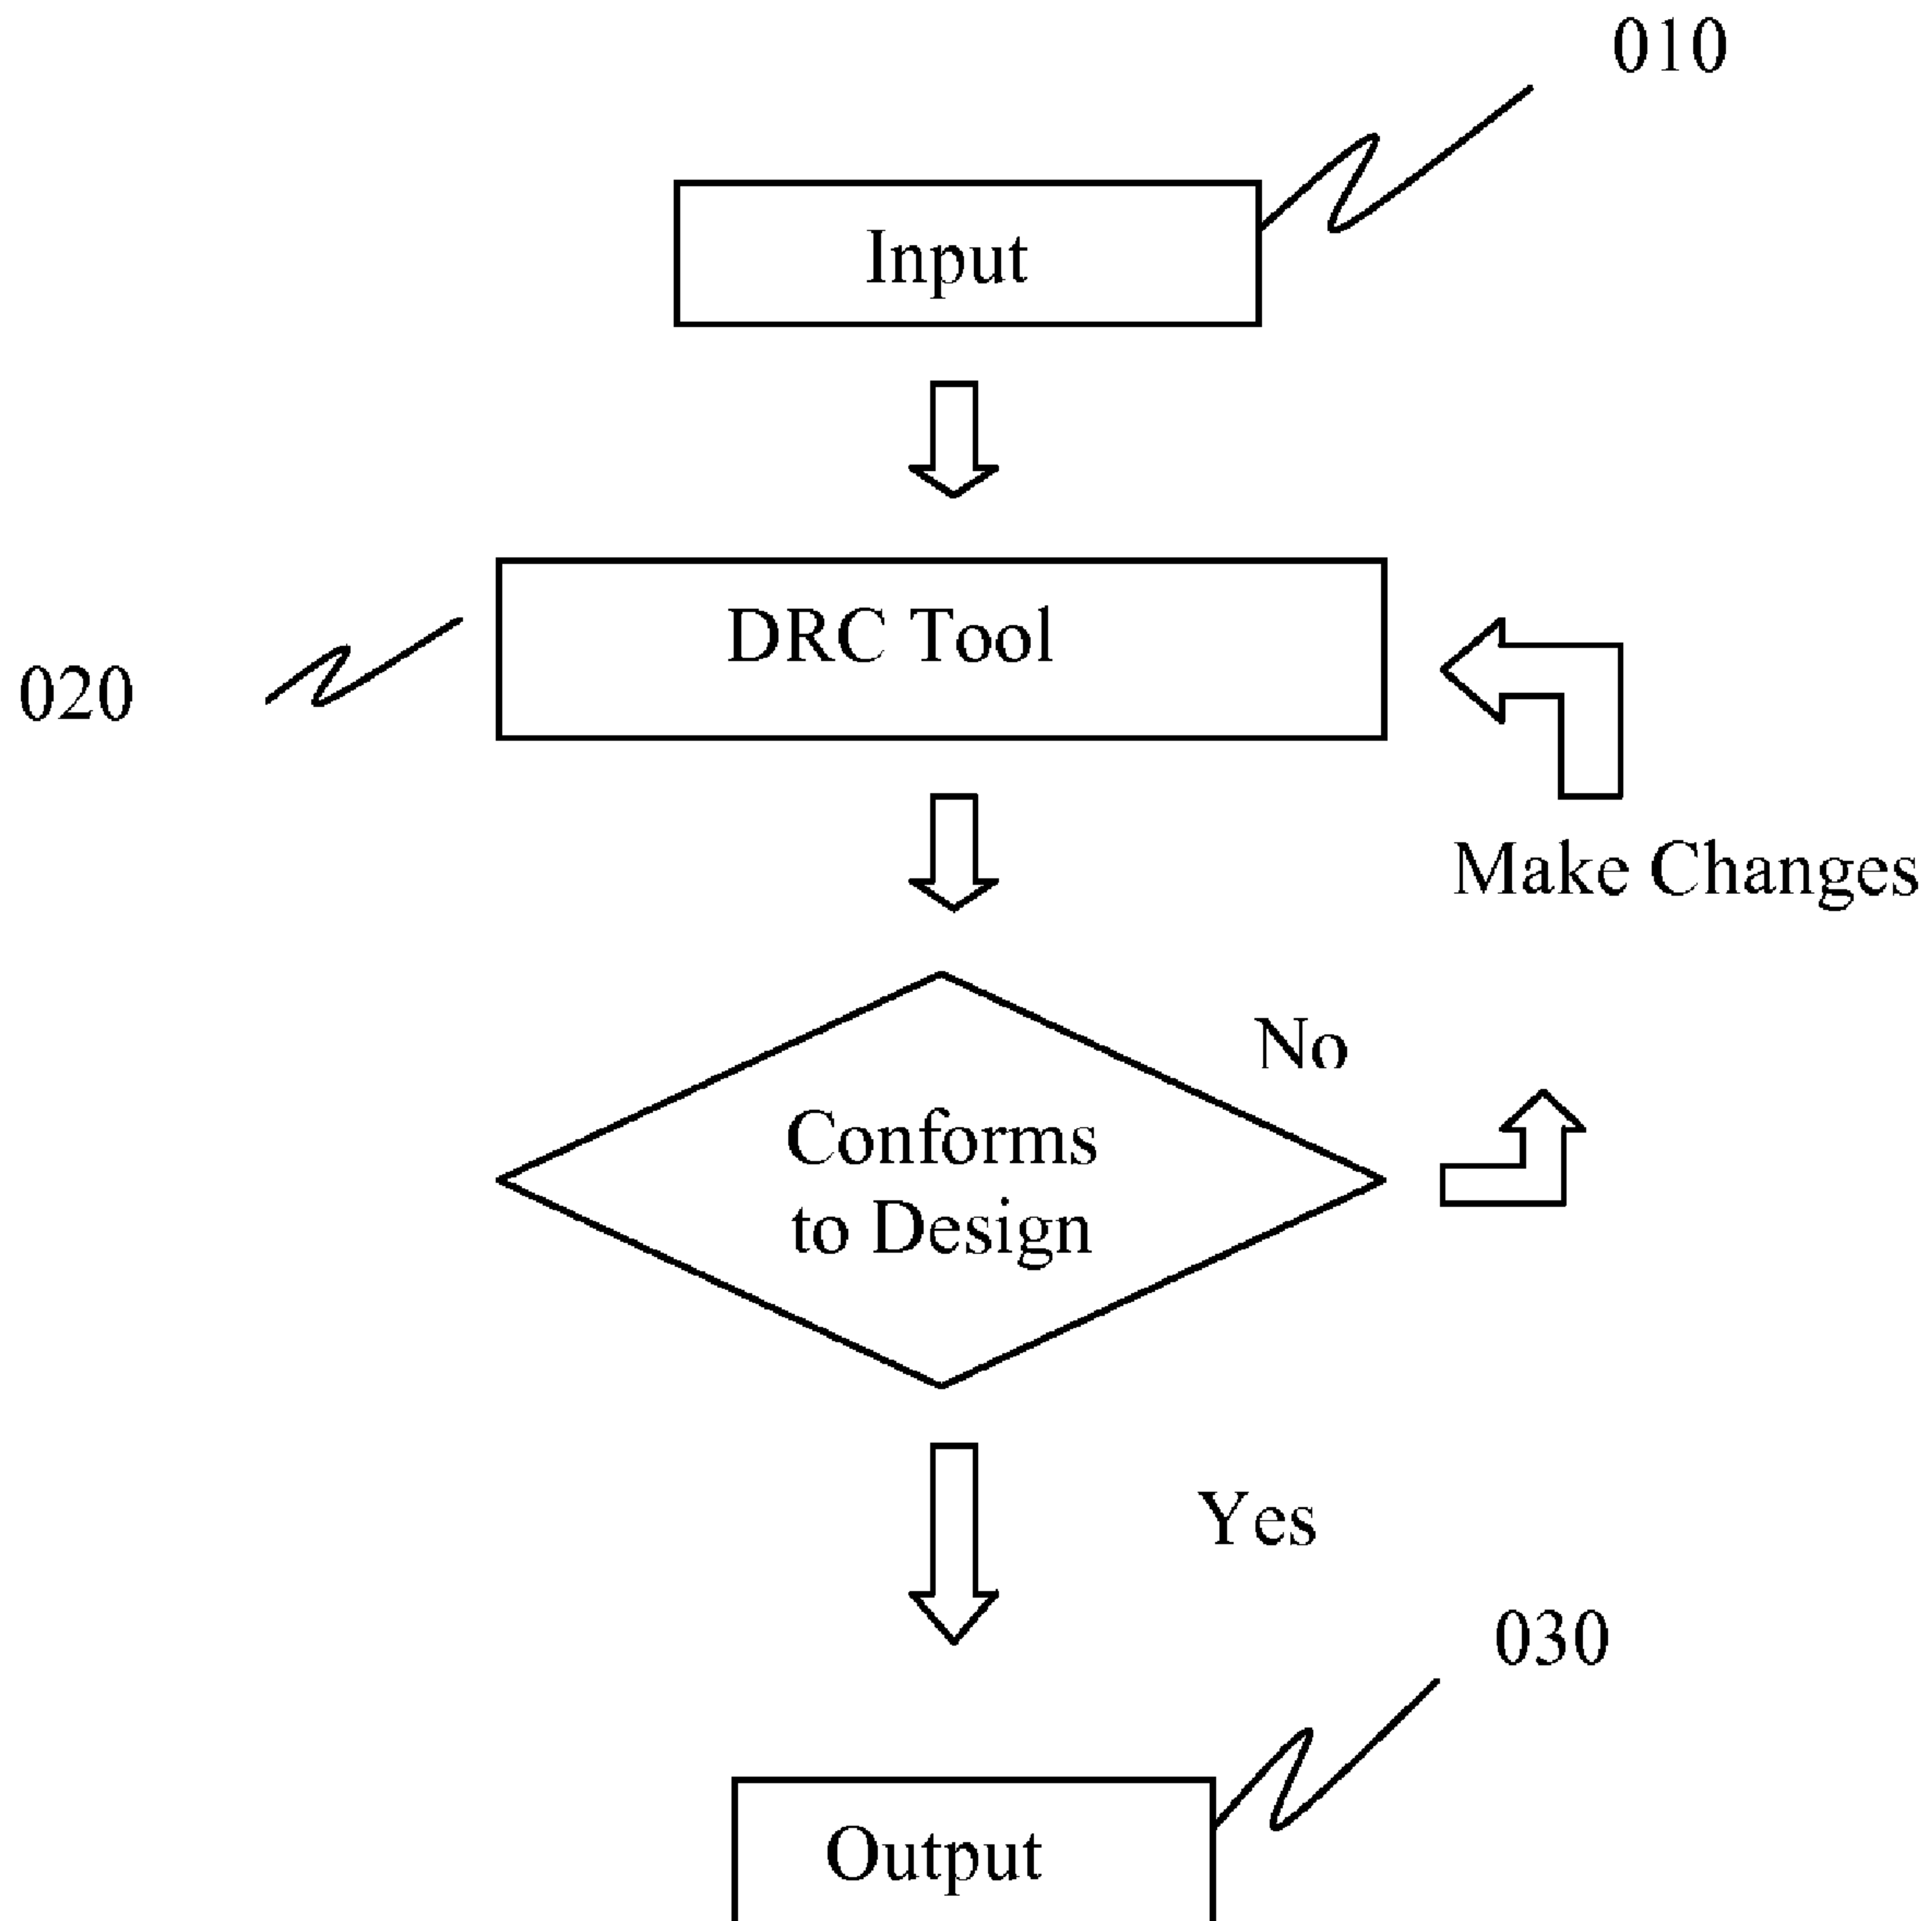 010
Input
DRC Tool
020
Make Changes
No
Conforms
to Design
Yes
030
Output